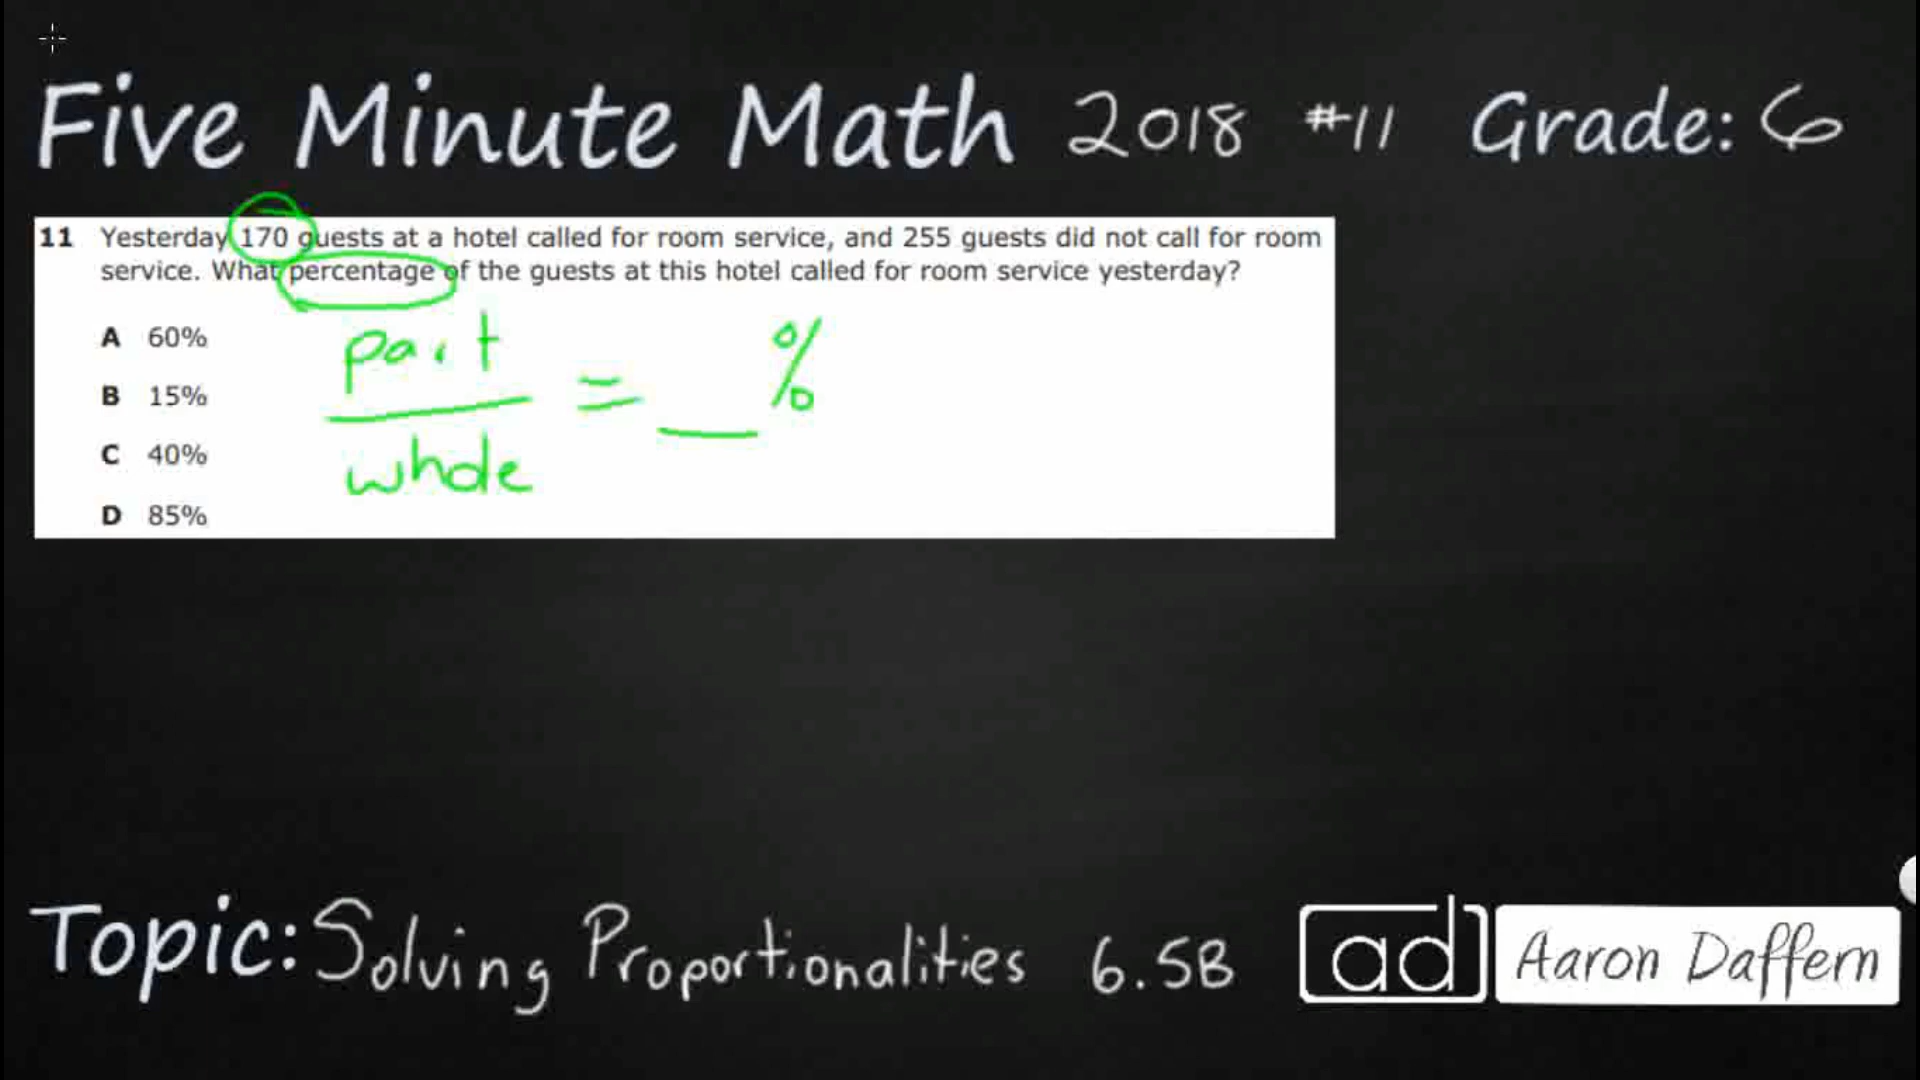 Five Minute Math 2018 #11 Grade: 6
11 Yesterday 170 guests at a hotel called for room service, and 255 guests did not call for room
service. What percentage of the guests at this hotel called for room service yesterday?
A 60%
B 15%
C 40%
D 85%
part
whole
= __ %
Topic: Solving Proportionalities 6.5B
ad Aaron Daffern